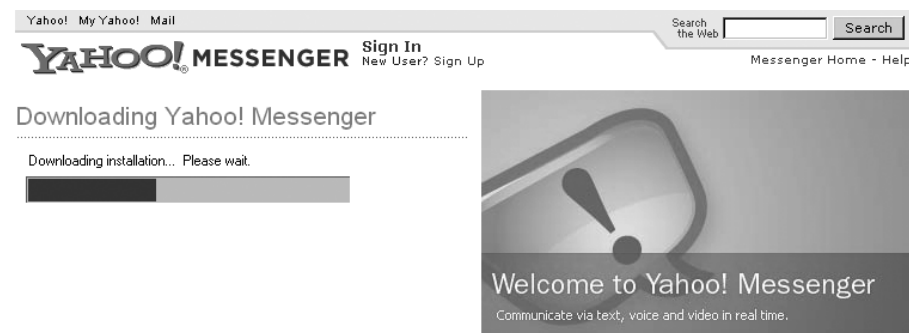 Yahoo! My Yahoo! Mail
Search the Web
Search
YAHOO!® MESSENGER
Sign In
New User? Sign Up
Messenger Home - Help
Downloading Yahoo! Messenger
Downloading installation... Please wait.
Welcome to Yahoo! Messenger
Communicate via text, voice and video in real time.